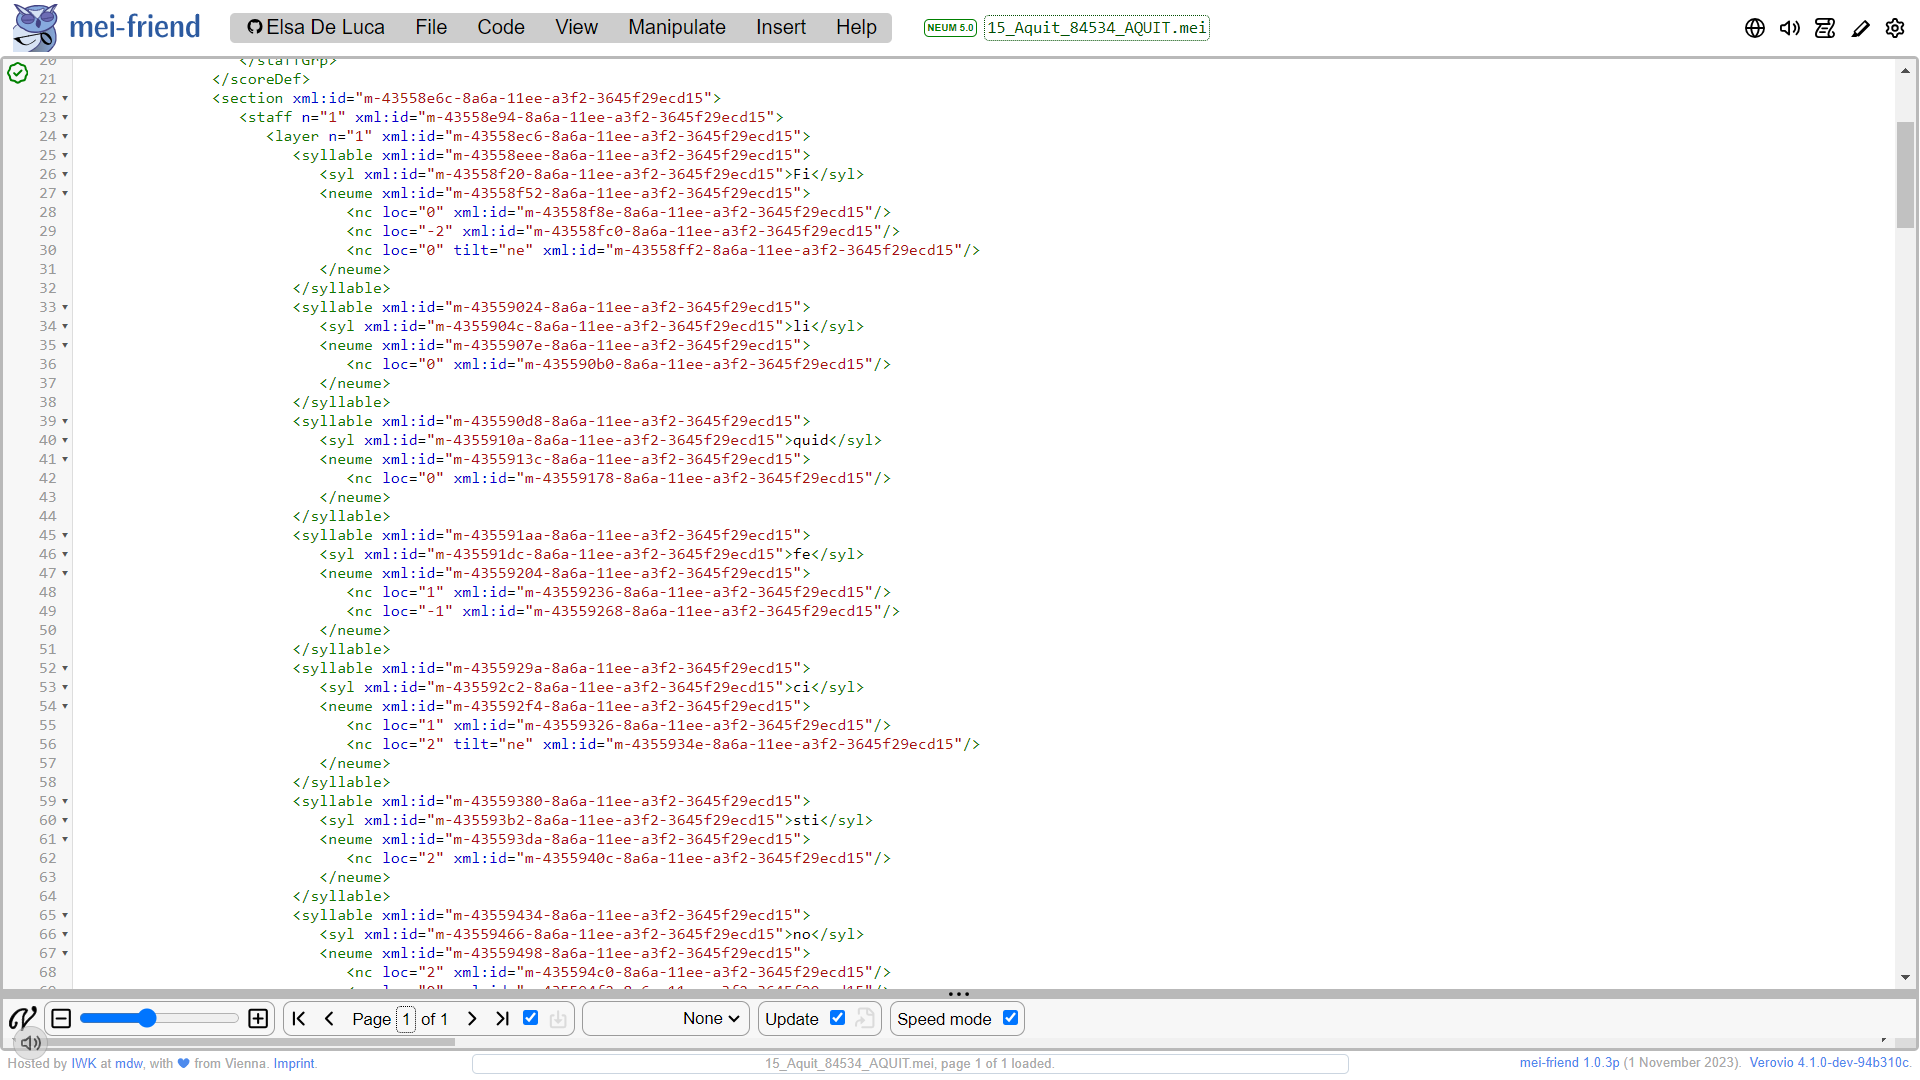 mei-friend Elsa De Luca File Code View Manipulate Insert Help NEUM 5.0 15_Aquit_84534_AQUIT.mei
20 </staffGrp>
21 </scoreDef>
22 <section xml:id="m-43558e6c-8a6a-11ee-a3f2-3645f29ecd15">
23 <staff n="1" xml:id="m-43558e94-8a6a-11ee-a3f2-3645f29ecd15">
24 <layer n="1" xml:id="m-43558ec6-8a6a-11ee-a3f2-3645f29ecd15">
25 <syllable xml:id="m-43558eee-8a6a-11ee-a3f2-3645f29ecd15">
26 <syl xml:id="m-43558f20-8a6a-11ee-a3f2-3645f29ecd15">Fi</syl>
27 <neume xml:id="m-43558f52-8a6a-11ee-a3f2-3645f29ecd15">
28 <nc loc="0" xml:id="m-43558f8e-8a6a-11ee-a3f2-3645f29ecd15"/>
29 <nc loc="-2" xml:id="m-43558fc0-8a6a-11ee-a3f2-3645f29ecd15"/>
30 <nc loc="0" tilt="ne" xml:id="m-43558ff2-8a6a-11ee-a3f2-3645f29ecd15"/>
31 </neume>
32 </syllable>
33 <syllable xml:id="m-43559024-8a6a-11ee-a3f2-3645f29ecd15">
34 <syl xml:id="m-4355904c-8a6a-11ee-a3f2-3645f29ecd15">li</syl>
35 <neume xml:id="m-4355907e-8a6a-11ee-a3f2-3645f29ecd15">
36 <nc loc="0" xml:id="m-435590b0-8a6a-11ee-a3f2-3645f29ecd15"/>
37 </neume>
38 </syllable>
39 <syllable xml:id="m-435590d8-8a6a-11ee-a3f2-3645f29ecd15">
40 <syl xml:id="m-4355910a-8a6a-11ee-a3f2-3645f29ecd15">quid</syl>
41 <neume xml:id="m-4355913c-8a6a-11ee-a3f2-3645f29ecd15">
42 <nc loc="0" xml:id="m-43559178-8a6a-11ee-a3f2-3645f29ecd15"/>
43 </neume>
44 </syllable>
45 <syllable xml:id="m-435591aa-8a6a-11ee-a3f2-3645f29ecd15">
46 <syl xml:id="m-435591dc-8a6a-11ee-a3f2-3645f29ecd15">fe</syl>
47 <neume xml:id="m-43559204-8a6a-11ee-a3f2-3645f29ecd15">
48 <nc loc="1" xml:id="m-43559236-8a6a-11ee-a3f2-3645f29ecd15"/>
49 <nc loc="-1" xml:id="m-43559268-8a6a-11ee-a3f2-3645f29ecd15"/>
50 </neume>
51 </syllable>
52 <syllable xml:id="m-4355929a-8a6a-11ee-a3f2-3645f29ecd15">
53 <syl xml:id="m-435592c2-8a6a-11ee-a3f2-3645f29ecd15">ci</syl>
54 <neume xml:id="m-435592f4-8a6a-11ee-a3f2-3645f29ecd15">
55 <nc loc="1" xml:id="m-43559326-8a6a-11ee-a3f2-3645f29ecd15"/>
56 <nc loc="2" tilt="ne" xml:id="m-4355934e-8a6a-11ee-a3f2-3645f29ecd15"/>
57 </neume>
58 </syllable>
59 <syllable xml:id="m-43559380-8a6a-11ee-a3f2-3645f29ecd15">
60 <syl xml:id="m-435593b2-8a6a-11ee-a3f2-3645f29ecd15">sti</syl>
61 <neume xml:id="m-435593da-8a6a-11ee-a3f2-3645f29ecd15">
62 <nc loc="2" xml:id="m-4355940c-8a6a-11ee-a3f2-3645f29ecd15"/>
63 </neume>
64 </syllable>
65 <syllable xml:id="m-43559434-8a6a-11ee-a3f2-3645f29ecd15">
66 <syl xml:id="m-43559466-8a6a-11ee-a3f2-3645f29ecd15">no</syl>
67 <neume xml:id="m-43559498-8a6a-11ee-a3f2-3645f29ecd15">
68 <nc loc="2" xml:id="m-435594c0-8a6a-11ee-a3f2-3645f29ecd15"/>
Page 1 of 1 None Update Speed mode
Hosted by IWK at mdw, with from Vienna. Imprint. 15_Aquit_84534_AQUIT.mei, page 1 of 1 loaded. mei-friend 1.0.3p (1 November 2023). Verovio 4.1.0-dev-94b310c.